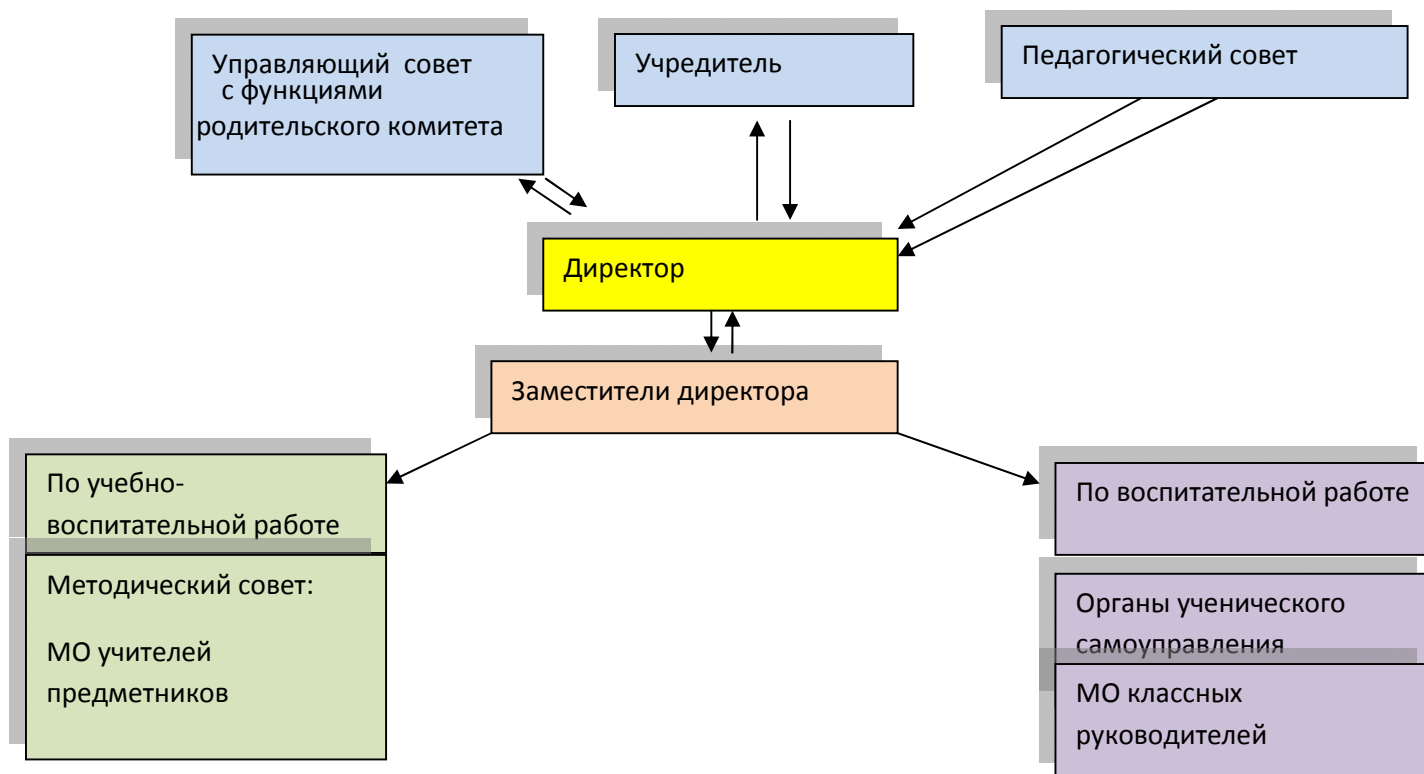 Управляющий совет
с функциями
родительского комитета
Учредитель
Педагогический совет
Директор
Заместители директора
По учебно-
воспитательной работе
Методический совет:
МО учителей
предметников
По воспитательной работе
Органы ученического
самоуправления
МО классных
руководителей